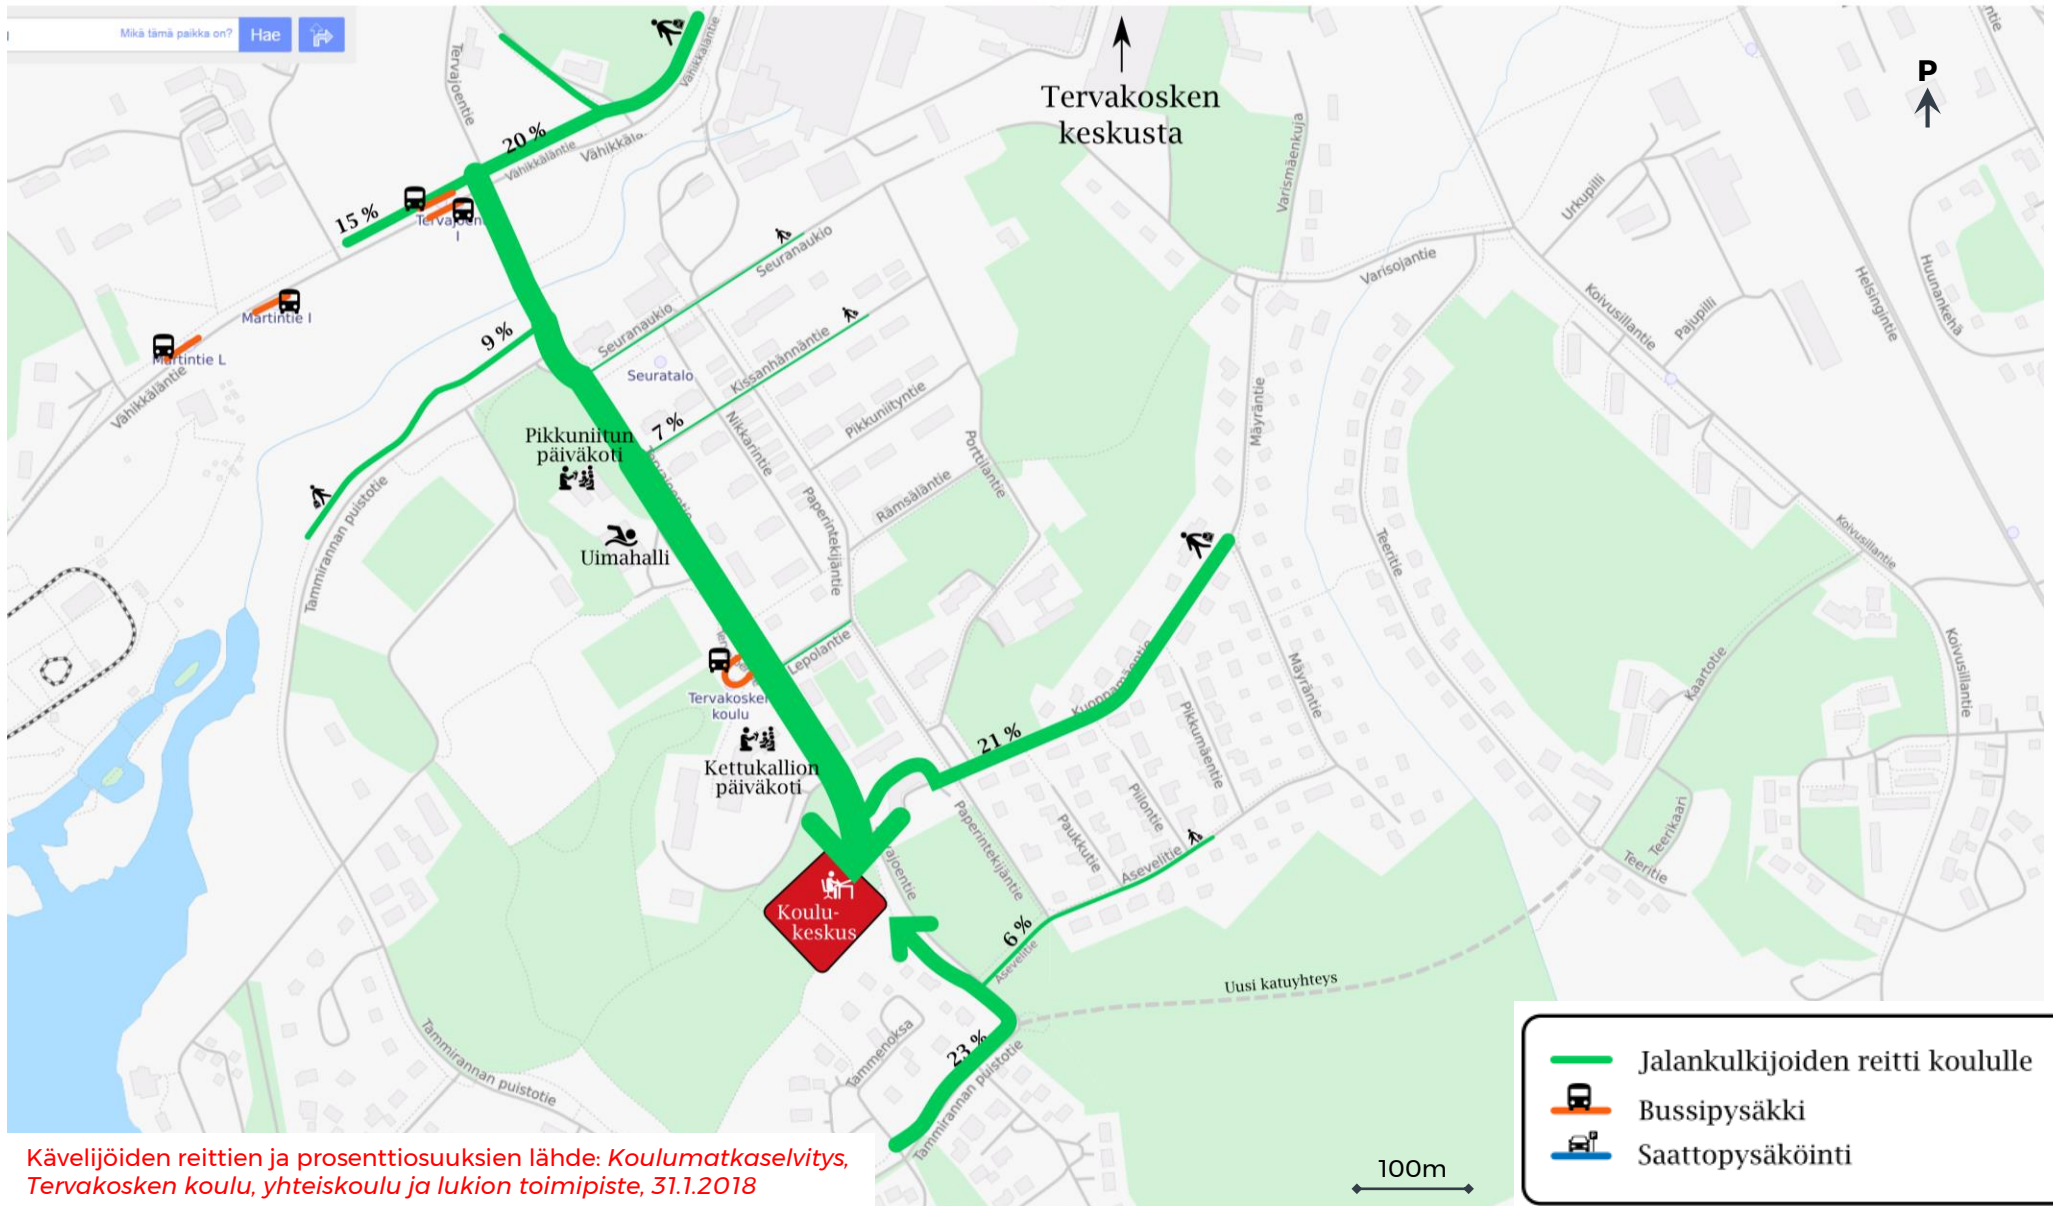 Mikä tämä paikka on?
Hae
Tervakosken
keskusta
P
Tervajoentie
Vähikkäläntie
20 %
Vähikkäläntie
15 %
Varismäenkuja
Urkupilli
Varisojantie
Helsingintie
Huunankehä
Koivusillantie
Pajupilli
Martintie I
Martintie L
Vähikkäläntie
9 %
Seuranaukio
Seuranaukio
Seuratalo
Kissanhännäntie
7 %
Nikkarintie
Pikkuniityntie
Porttilantie
Rämsäläntie
Paperintekijäntie
Mäyräntie
Teeritie
Koivusillantie
Pikkuniitun
päiväkoti
Uimahalli
Tammirannan puistotie
Lepolantie
Kettukallion
päiväkoti
21 %
Pikkumäentie
Mäyräntie
Kaartotie
Koivusillantie
Piilontie
Paukkutie
Paperintekijäntie
Asevelitie
Teerikaari
Teeritie
Koulu-
keskus
6 %
Asevelitie
Uusi katuyhteys
Tammenoksa
23 %
Tammirannan puistotie
Tammirannan puistotie
100m
Jalankulkijoiden reitti koululle
Bussipysäkki
Saattopysäköinti
Kävelijöiden reittien ja prosenttiosuuksien lähde: Koulumatkaselvitys,
Tervakosken koulu, yhteiskoulu ja lukion toimipiste, 31.1.2018